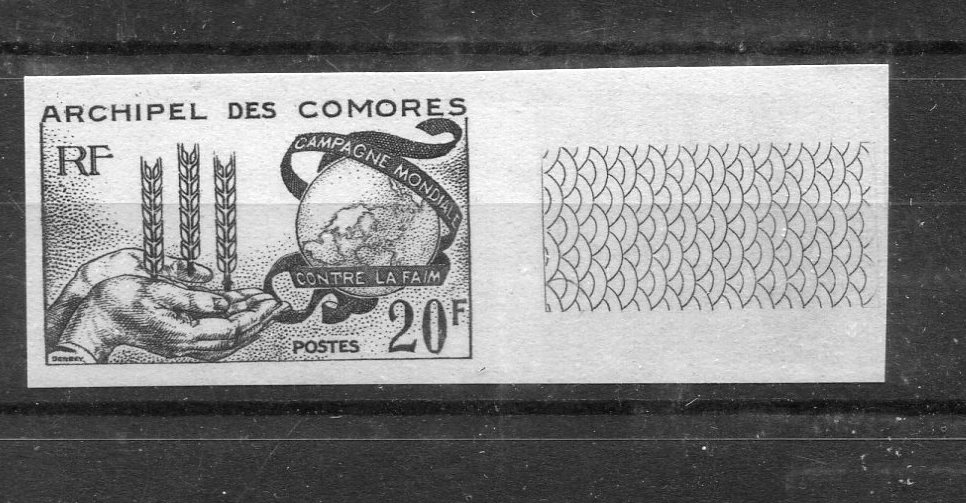 ARCHIPEL DES COMORES
RF
CAMPAGNE MONDIALE
CONTRE LA FAIM
20F
POSTES